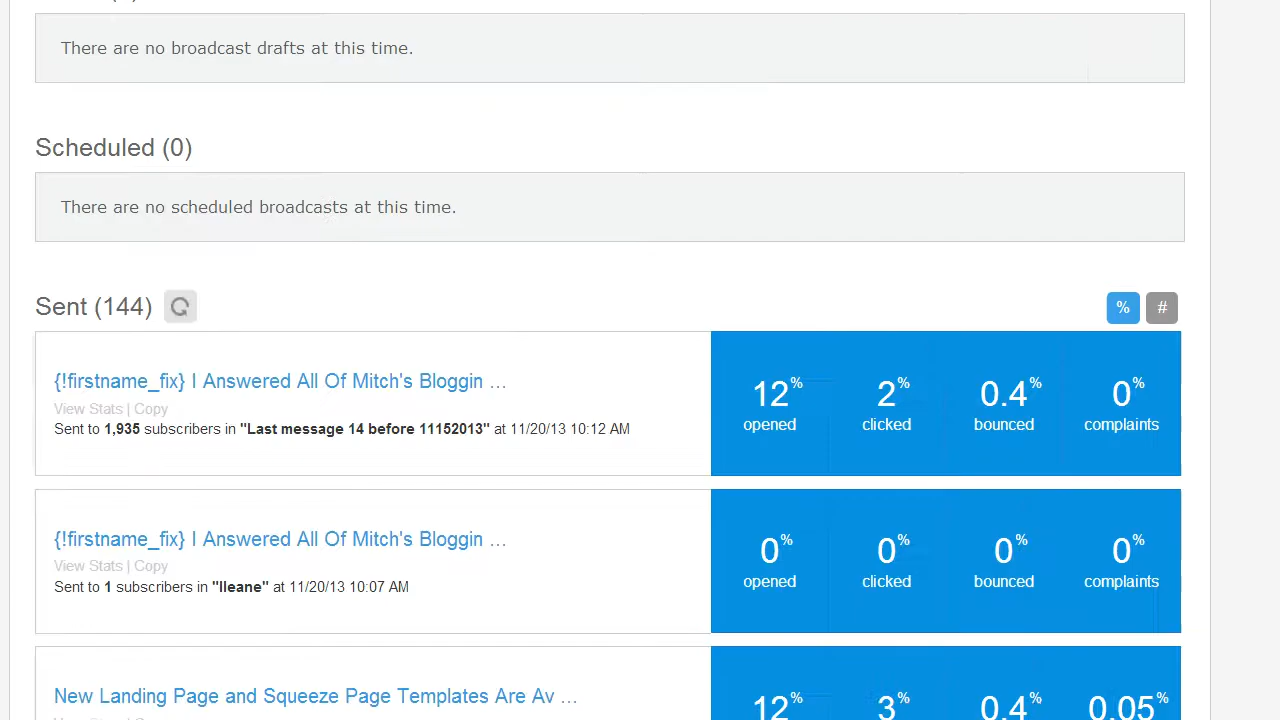 There are no broadcast drafts at this time.
Scheduled (0)
There are no scheduled broadcasts at this time.
Sent (144)
% #
{!firstname_fix} I Answered All Of Mitch's Bloggin ...
View Stats | Copy
Sent to 1,935 subscribers in "Last message 14 before 11152013" at 11/20/13 10:12 AM
12% 2% 0.4% 0%
opened clicked bounced complaints
{!firstname_fix} I Answered All Of Mitch's Bloggin ...
View Stats | Copy
Sent to 1 subscribers in "Ileane" at 11/20/13 10:07 AM
0% 0% 0% 0%
opened clicked bounced complaints
New Landing Page and Squeeze Page Templates Are Av ...
12% 3% 0.4% 0.05%